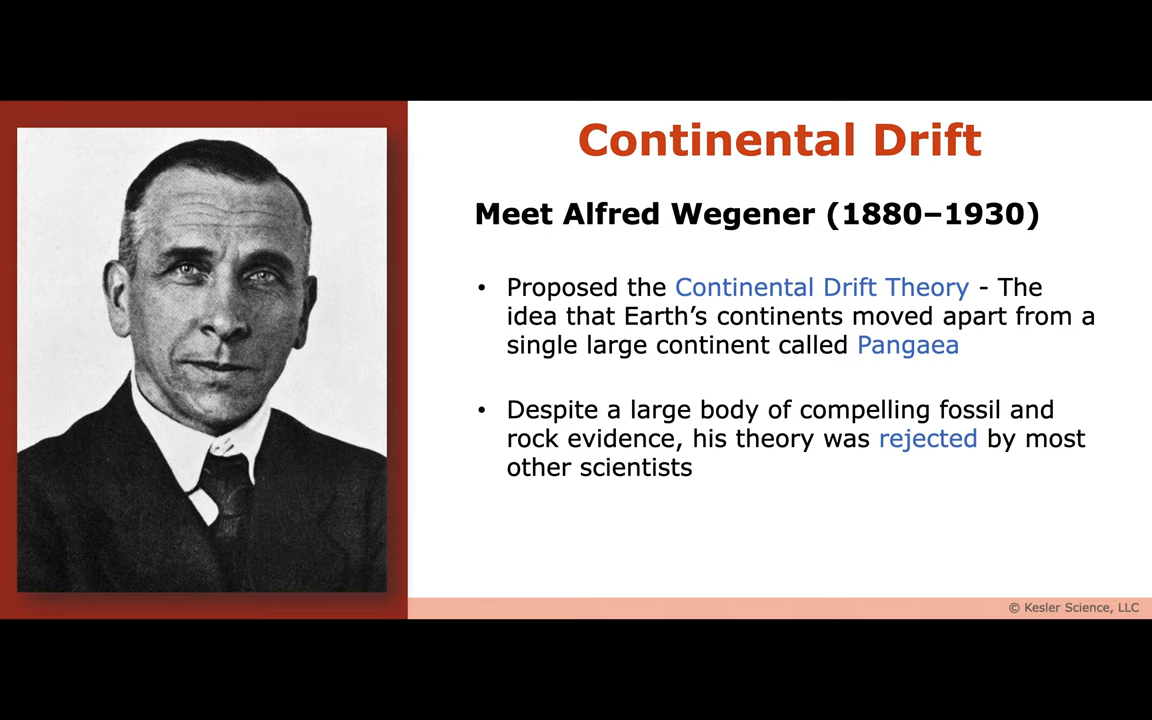 Continental Drift
Meet Alfred Wegener (1880–1930)
• Proposed the Continental Drift Theory - The
idea that Earth’s continents moved apart from a
single large continent called Pangaea
• Despite a large body of compelling fossil and
rock evidence, his theory was rejected by most
other scientists
© Kesler Science, LLC